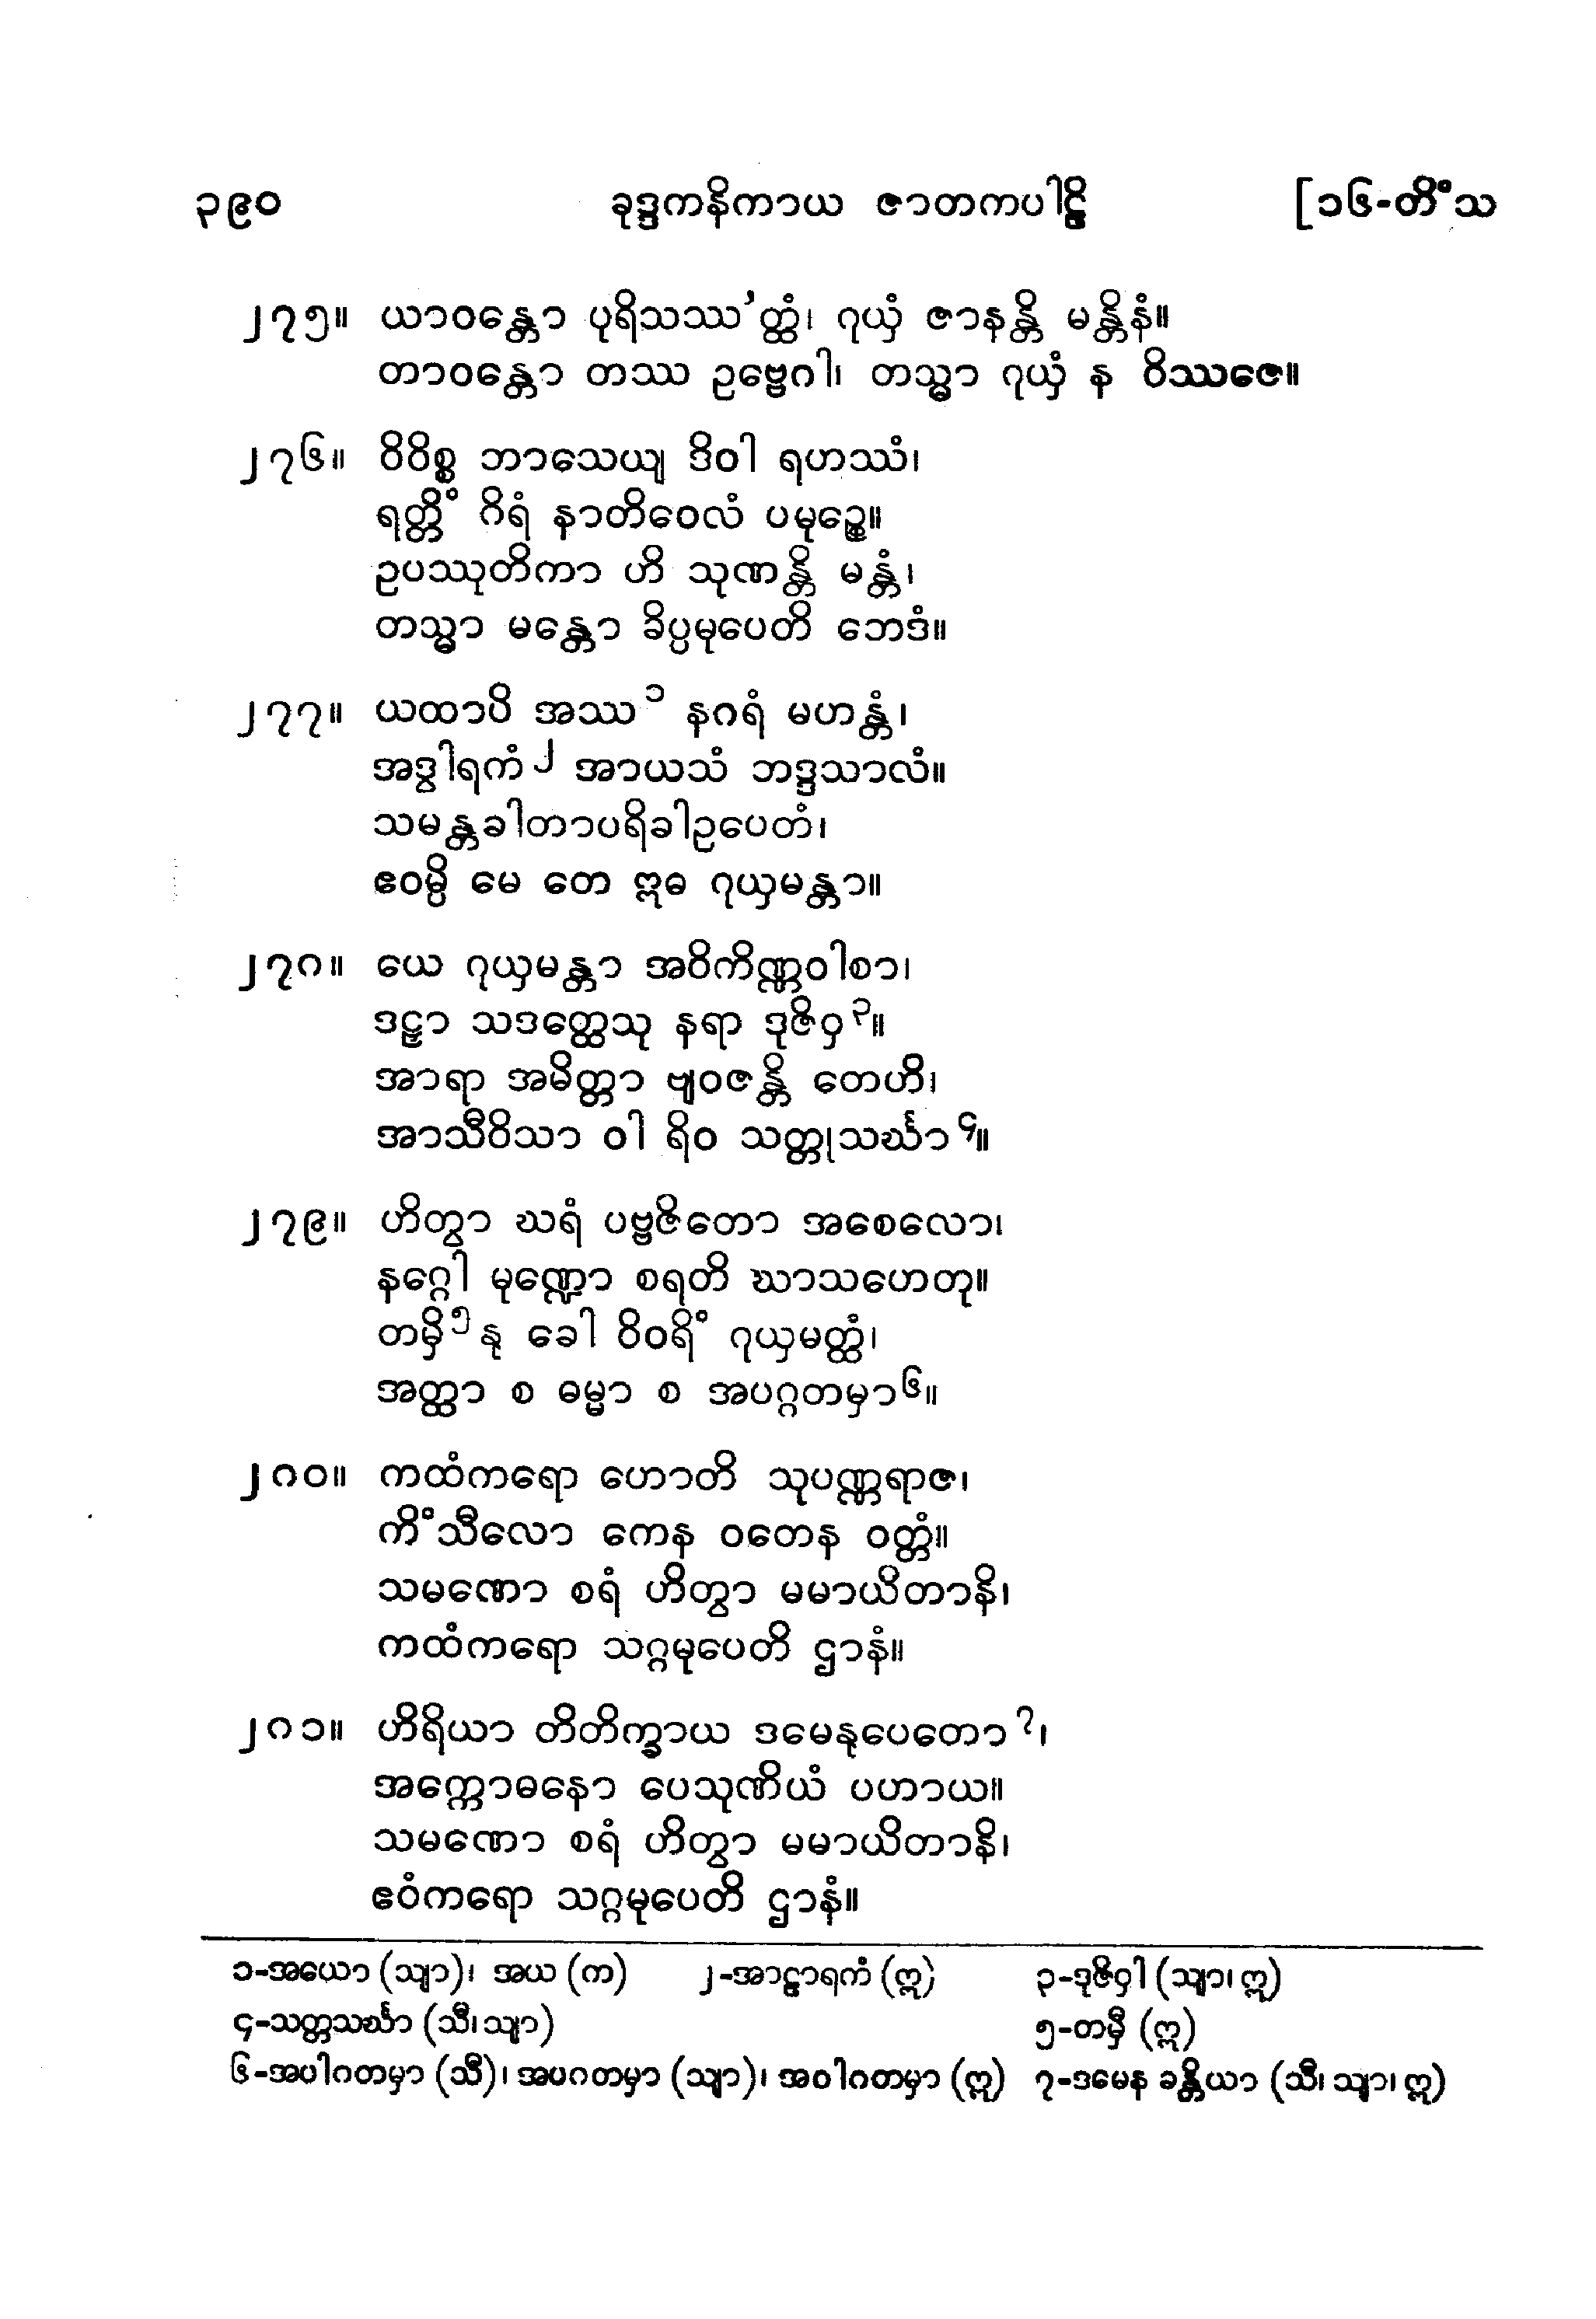 ၃၉၀ ခုဒ္ဒကနိကာယ ဇာတကပါဠိ [၁၆-တိံသ
၂၇၅။ ယာဝန္တော ပုရိသဿ’တ္ထံ၊ ဂုယှံ ဇာနန္တိ မန္တိနံ။
တာဝန္တော တဿ ဥဗ္ဗေဂါ၊ တသ္မာ ဂုယှံ န ဝိဿဇေ။
၂၇၆။ ဝိဝိစ္စ ဘာသေယျ ဒိဝါ ရဟဿံ၊
ရတ္တိံ ဂိရံ နာတိဝေလံ ပမုဉ္စေ။
ဥပဿုတိကာ ဟိ သုဏန္တိ မန္တံ၊
တသ္မာ မန္တော ခိပ္ပမုပေတိ ဘေဒံ။
၂၇၇။ ယထာပိ အဿ ၁ နဂရံ မဟန္တံ၊
အဒွါရကံ ၂ အာယသံ ဘဒ္ဒသာလံ။
သမန္တခါတာပရိခါဥပေတံ၊
ဧဝမ္ပိ မေ တေ ဣဓ ဂုယှမန္တာ။
၂၇၈။ ယေ ဂုယှမန္တာ အဝိကိဏ္ဏဝါစာ၊
ဒဠှာ သဒတ္ထေသု နရာ ဒုဇိဝှ ၃။
အာရာ အမိတ္တာ ဗျဝဇန္တိ တေဟိ၊
အာသီဝိသာ ဝါ ရိဝ သတ္တုသင်္ဃာ ၄။
၂၇၉။ ဟိတွာ ဃရံ ပဗ္ဗဇိတော အစေလော၊
နဂ္ဂေါ မုဏ္ဍော စရတိ ဃာသဟေတု။
တမှိ ၅ နု ခေါ ဝိဝရိံ ဂုယှမတ္ထံ၊
အတ္ထာ စ ဓမ္မာ စ အပဂ္ဂတမှာ ၆။
၂၈၀။ ကထံကရော ဟောတိ သုပဏ္ဏရာဇ၊
ကိံသီလော ကေန ဝတေန ဝတ္တံ။
သမဏော စရံ ဟိတွာ မမာယိတာနိ၊
ကထံကရော သဂ္ဂမုပေတိ ဌာနံ။
၂၈၁။ ဟိရိယာ တိတိက္ခာယ ဒမေနုပေတော ၇၊
အက္ကောဓနော ပေသုဏိယံ ပဟာယ။
သမဏော စရံ ဟိတွာ မမာယိတာနိ၊
ဧဝံကရော သဂ္ဂမုပေတိ ဌာနံ။
၁-အယော (သျာ)၊ အယ (က) ၂-အာဠာရကံ (ဣ) ၃-ဒုဇိဝှါ (သျာ၊ ဣ)
၄-သတ္တသင်္ဃာ (သီ၊ သျာ) ၅-တမှီ (ဣ)
၆-အပါဂတမှာ (သီ)၊ အပဂတမှာ (သျာ)၊ အဝါဂတမှာ (ဣ) ၇-ဒမေန ခန္တိယာ (သီ၊ သျာ၊ ဣ)